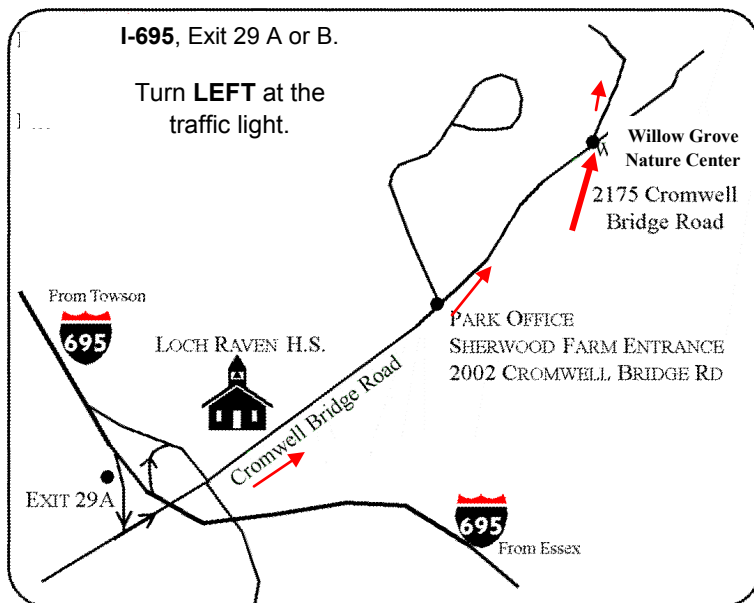 I-695, Exit 29 A or B.
Turn LEFT at the
traffic light.
Willow Grove
Nature Center
2175 Cromwell
Bridge Road
From Towson
695
LOCH RAVEN H.S.
PARK OFFICE
SHERWOOD FARM ENTRANCE
2002 CROMWELL BRIDGE RD
Cromwell Bridge Road
EXIT 29A
695
From Essex